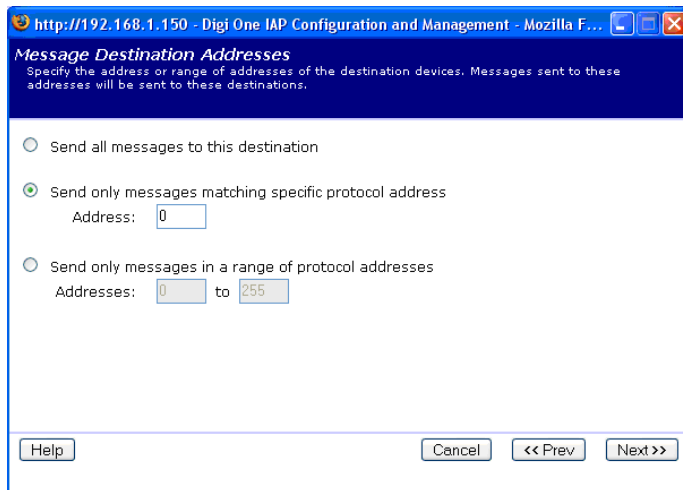 http://192.168.1.150 - Digi One IAP Configuration and Management - Mozilla F...
Message Destination Addresses
Specify the address or range of addresses of the destination devices. Messages sent to these
addresses will be sent to these destinations.
Send all messages to this destination
Send only messages matching specific protocol address
Address: 0
Send only messages in a range of protocol addresses
Addresses: 0 to 255
Help Cancel << Prev Next >>